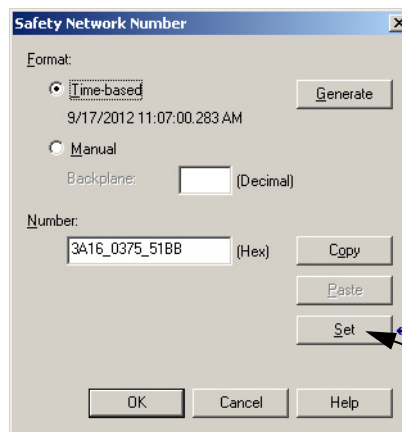 Safety Network Number
Format:
Time-based
Generate
9/17/2012 11:07:00.283 AM
Manual
Backplane:
(Decimal)
Number:
3A16_0375_51BB
(Hex)
Copy
Paste
Set
OK
Cancel
Help